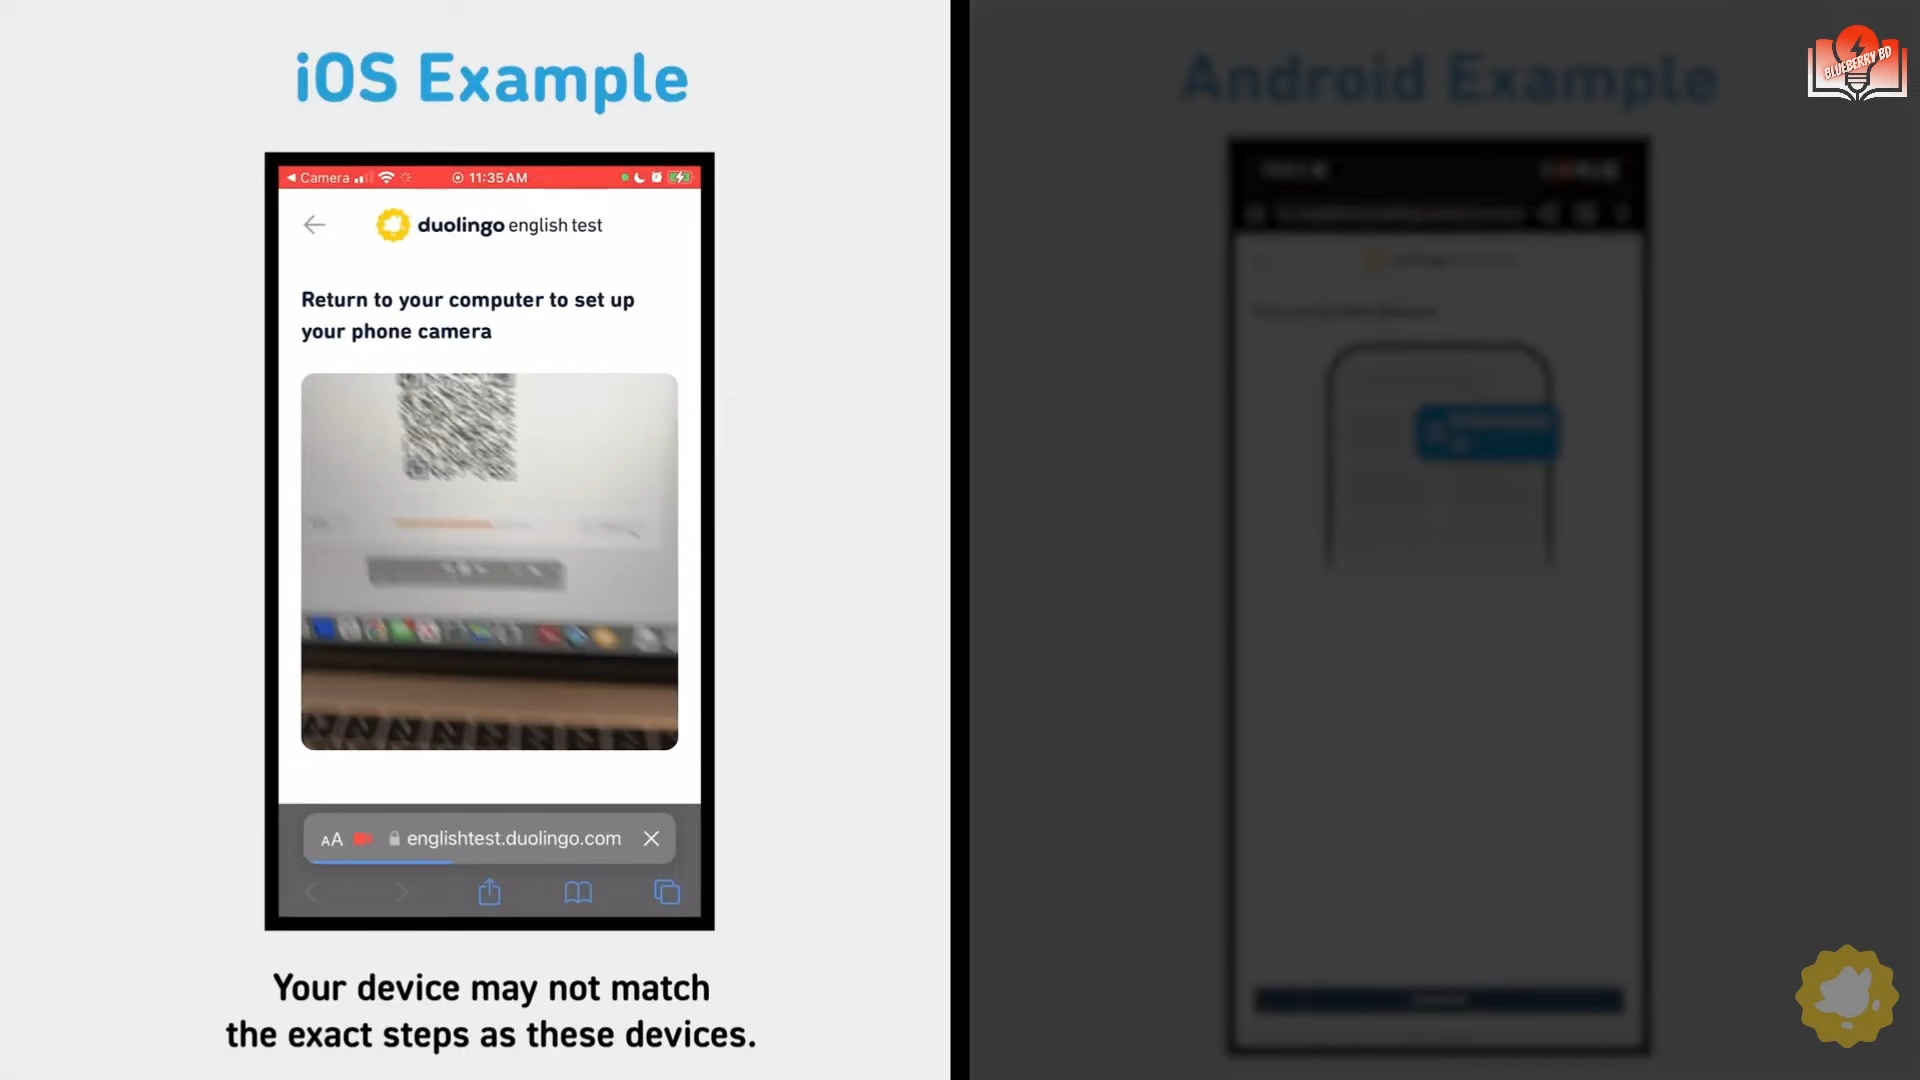 iOS Example
Camera
11:35 AM
duolingo english test
Return to your computer to set up
your phone camera
AA
englishtest.duolingo.com
Your device may not match
the exact steps as these devices.
Android Example
BLUEBERRY BD